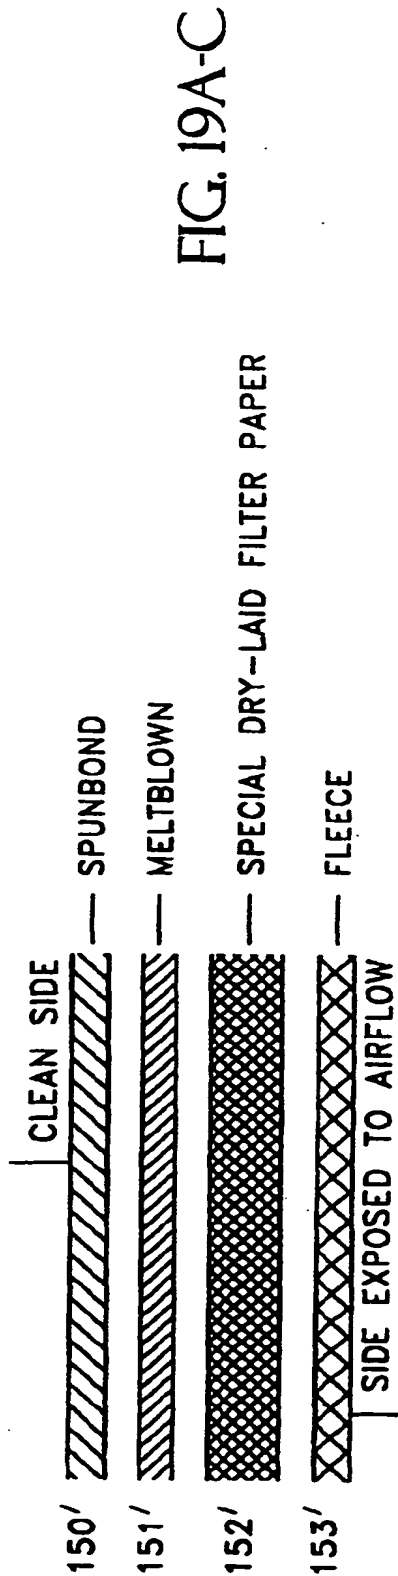 CLEAN SIDE
150′ SPUNBOND
151′ MELTBLOWN
152′ SPECIAL DRY-LAID FILTER PAPER
153′ FLEECE
SIDE EXPOSED TO AIRFLOW
FIG. 19A-C